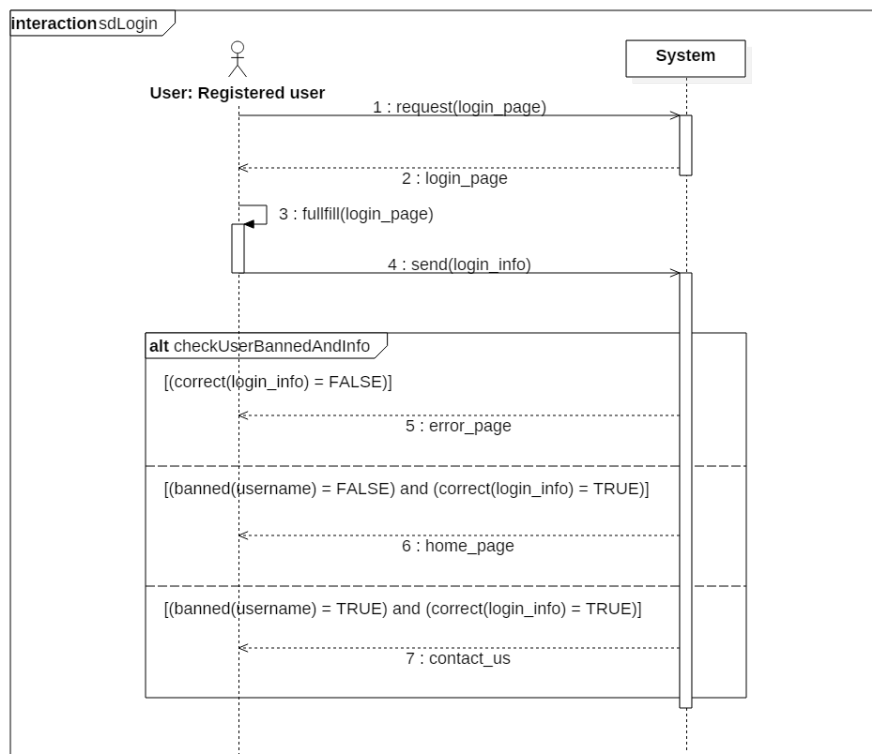 interaction sdLogin
System
User: Registered user
1 : request(login_page)
2 : login_page
3 : fullfill(login_page)
4 : send(login_info)
alt checkUserBannedAndInfo
[(correct(login_info) = FALSE)]
5 : error_page
[(banned(username) = FALSE) and (correct(login_info) = TRUE)]
6 : home_page
[(banned(username) = TRUE) and (correct(login_info) = TRUE)]
7 : contact_us